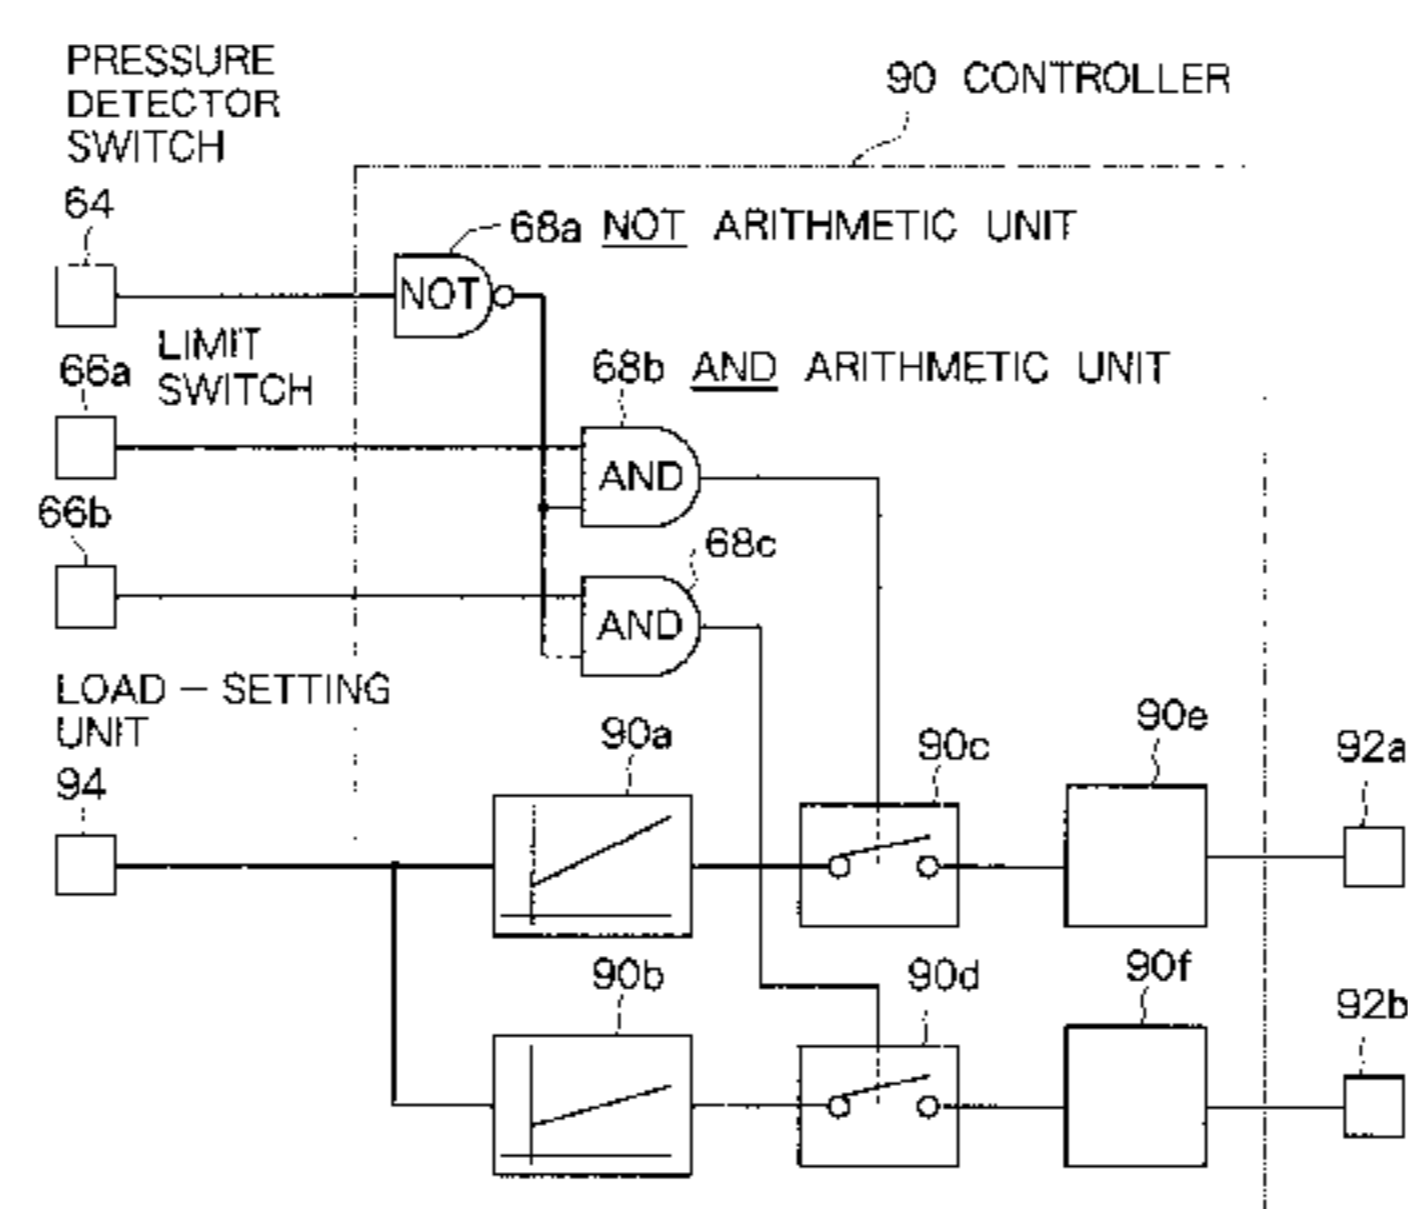 PRESSURE
DETECTOR
SWITCH
90 CONTROLLER
64
68a NOT ARITHMETIC UNIT
NOT
LIMIT
SWITCH
66a
68b AND ARITHMETIC UNIT
AND
66b
68c
AND
LOAD – SETTING
UNIT
94
90a
90c
90e
92a
90b
90d
90f
92b